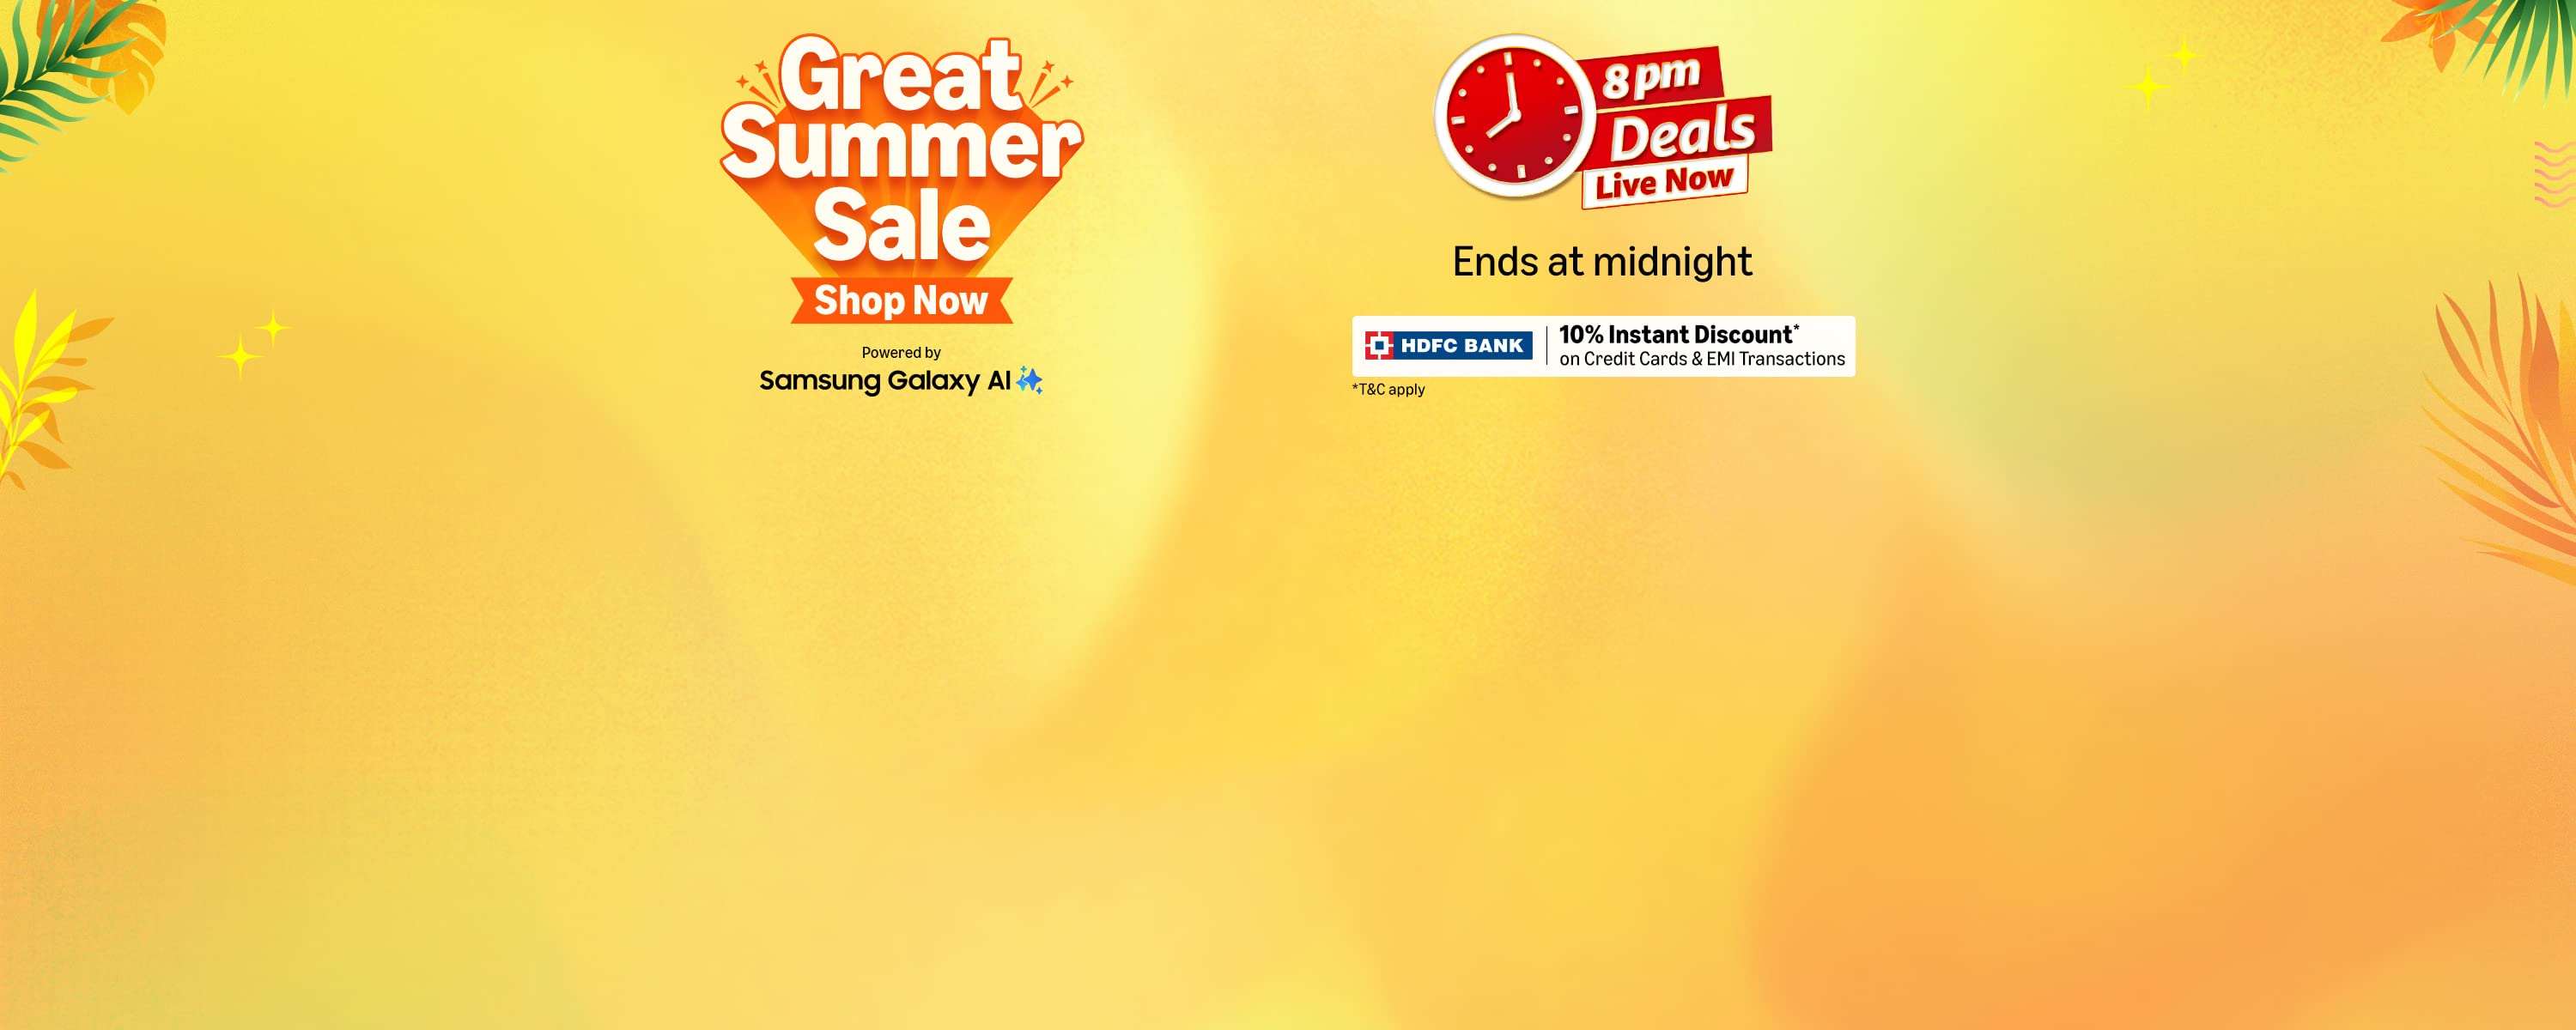 Great
Summer
Sale
Shop Now
Powered by
Samsung Galaxy AI
8 pm
Deals
Live Now
Ends at midnight
HDFC BANK
10% Instant Discount*
on Credit Cards & EMI Transactions
*T&C apply